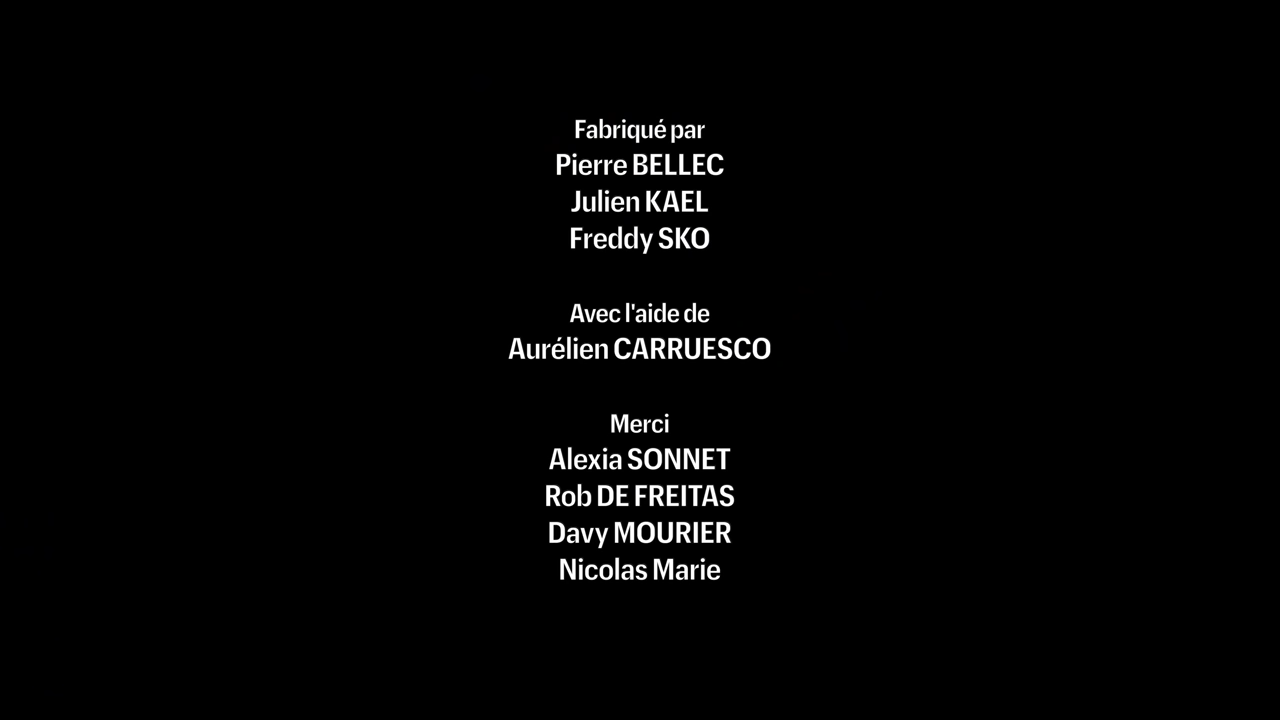 Fabriqué par
Pierre BELLEC
Julien KAEL
Freddy SKO
Avec l'aide de
Aurélien CARRUESCO
Merci
Alexia SONNET
Rob DE FREITAS
Davy MOURIER
Nicolas Marie